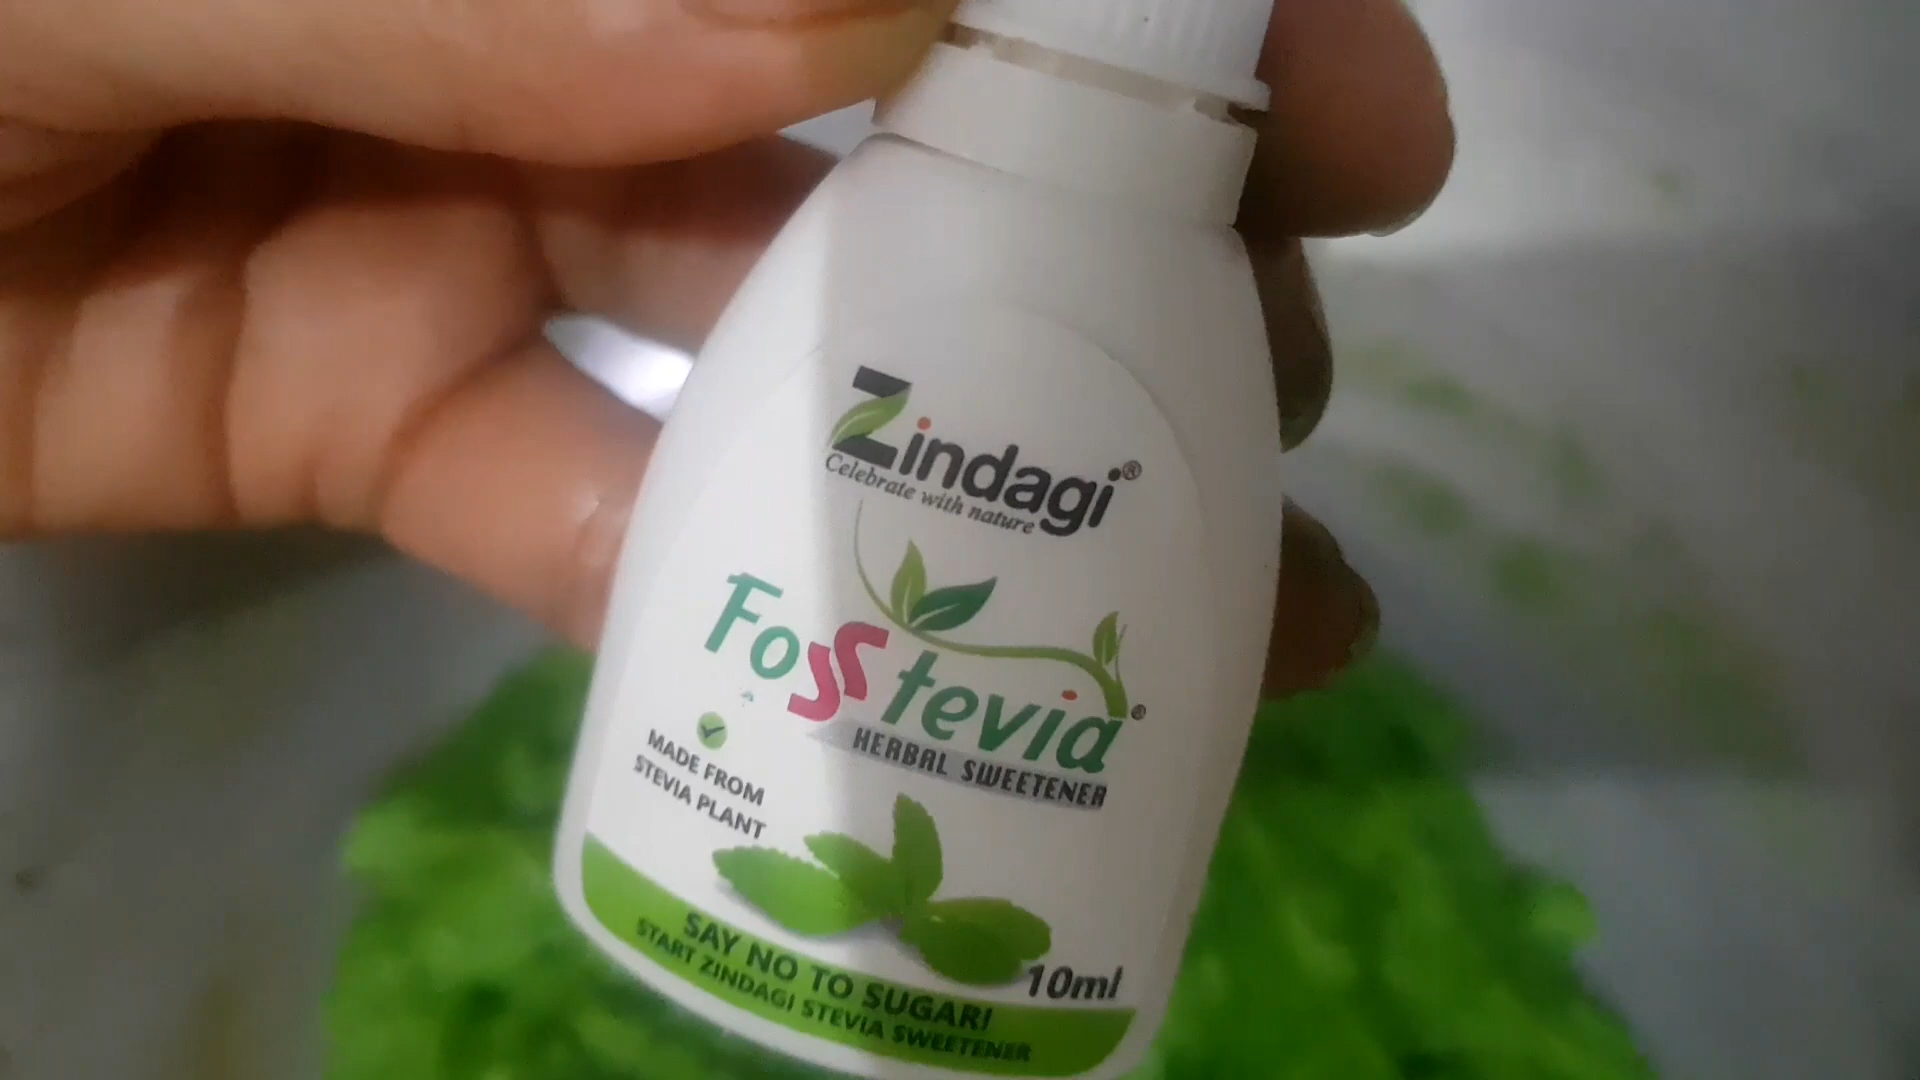 Zindagi®
Celebrate with nature
FoSStevia®
HERBAL SWEETENER
MADE FROM
STEVIA PLANT
10ml
SAY NO TO SUGAR!
START ZINDAGI STEVIA SWEETENER